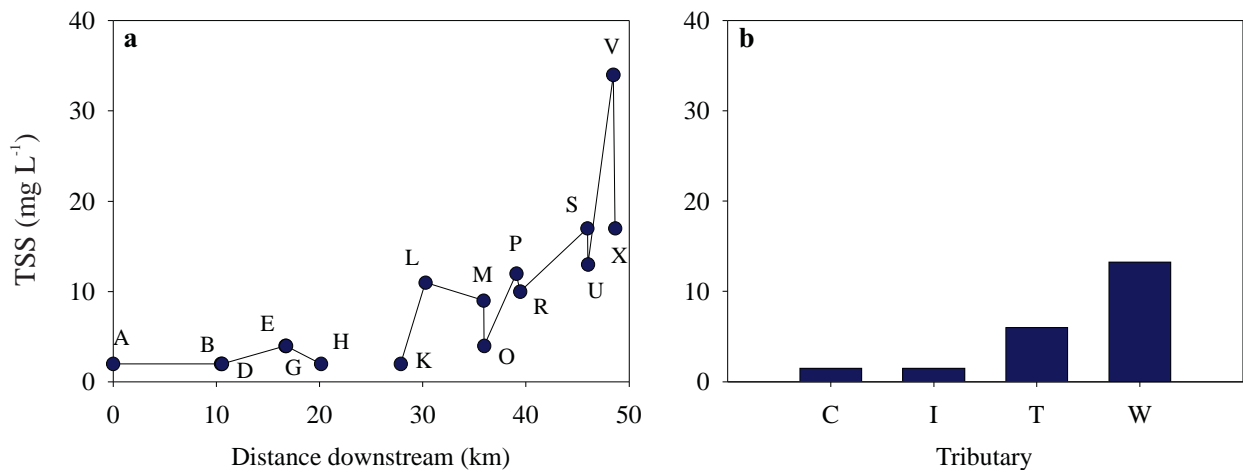 a
TSS (mg L⁻¹)
40
30
20
10
0
A
B
D
E
G
H
K
L
M
O
P
R
S
U
V
X
0 10 20 30 40 50
Distance downstream (km)
b
40
30
20
10
0
C I T W
Tributary